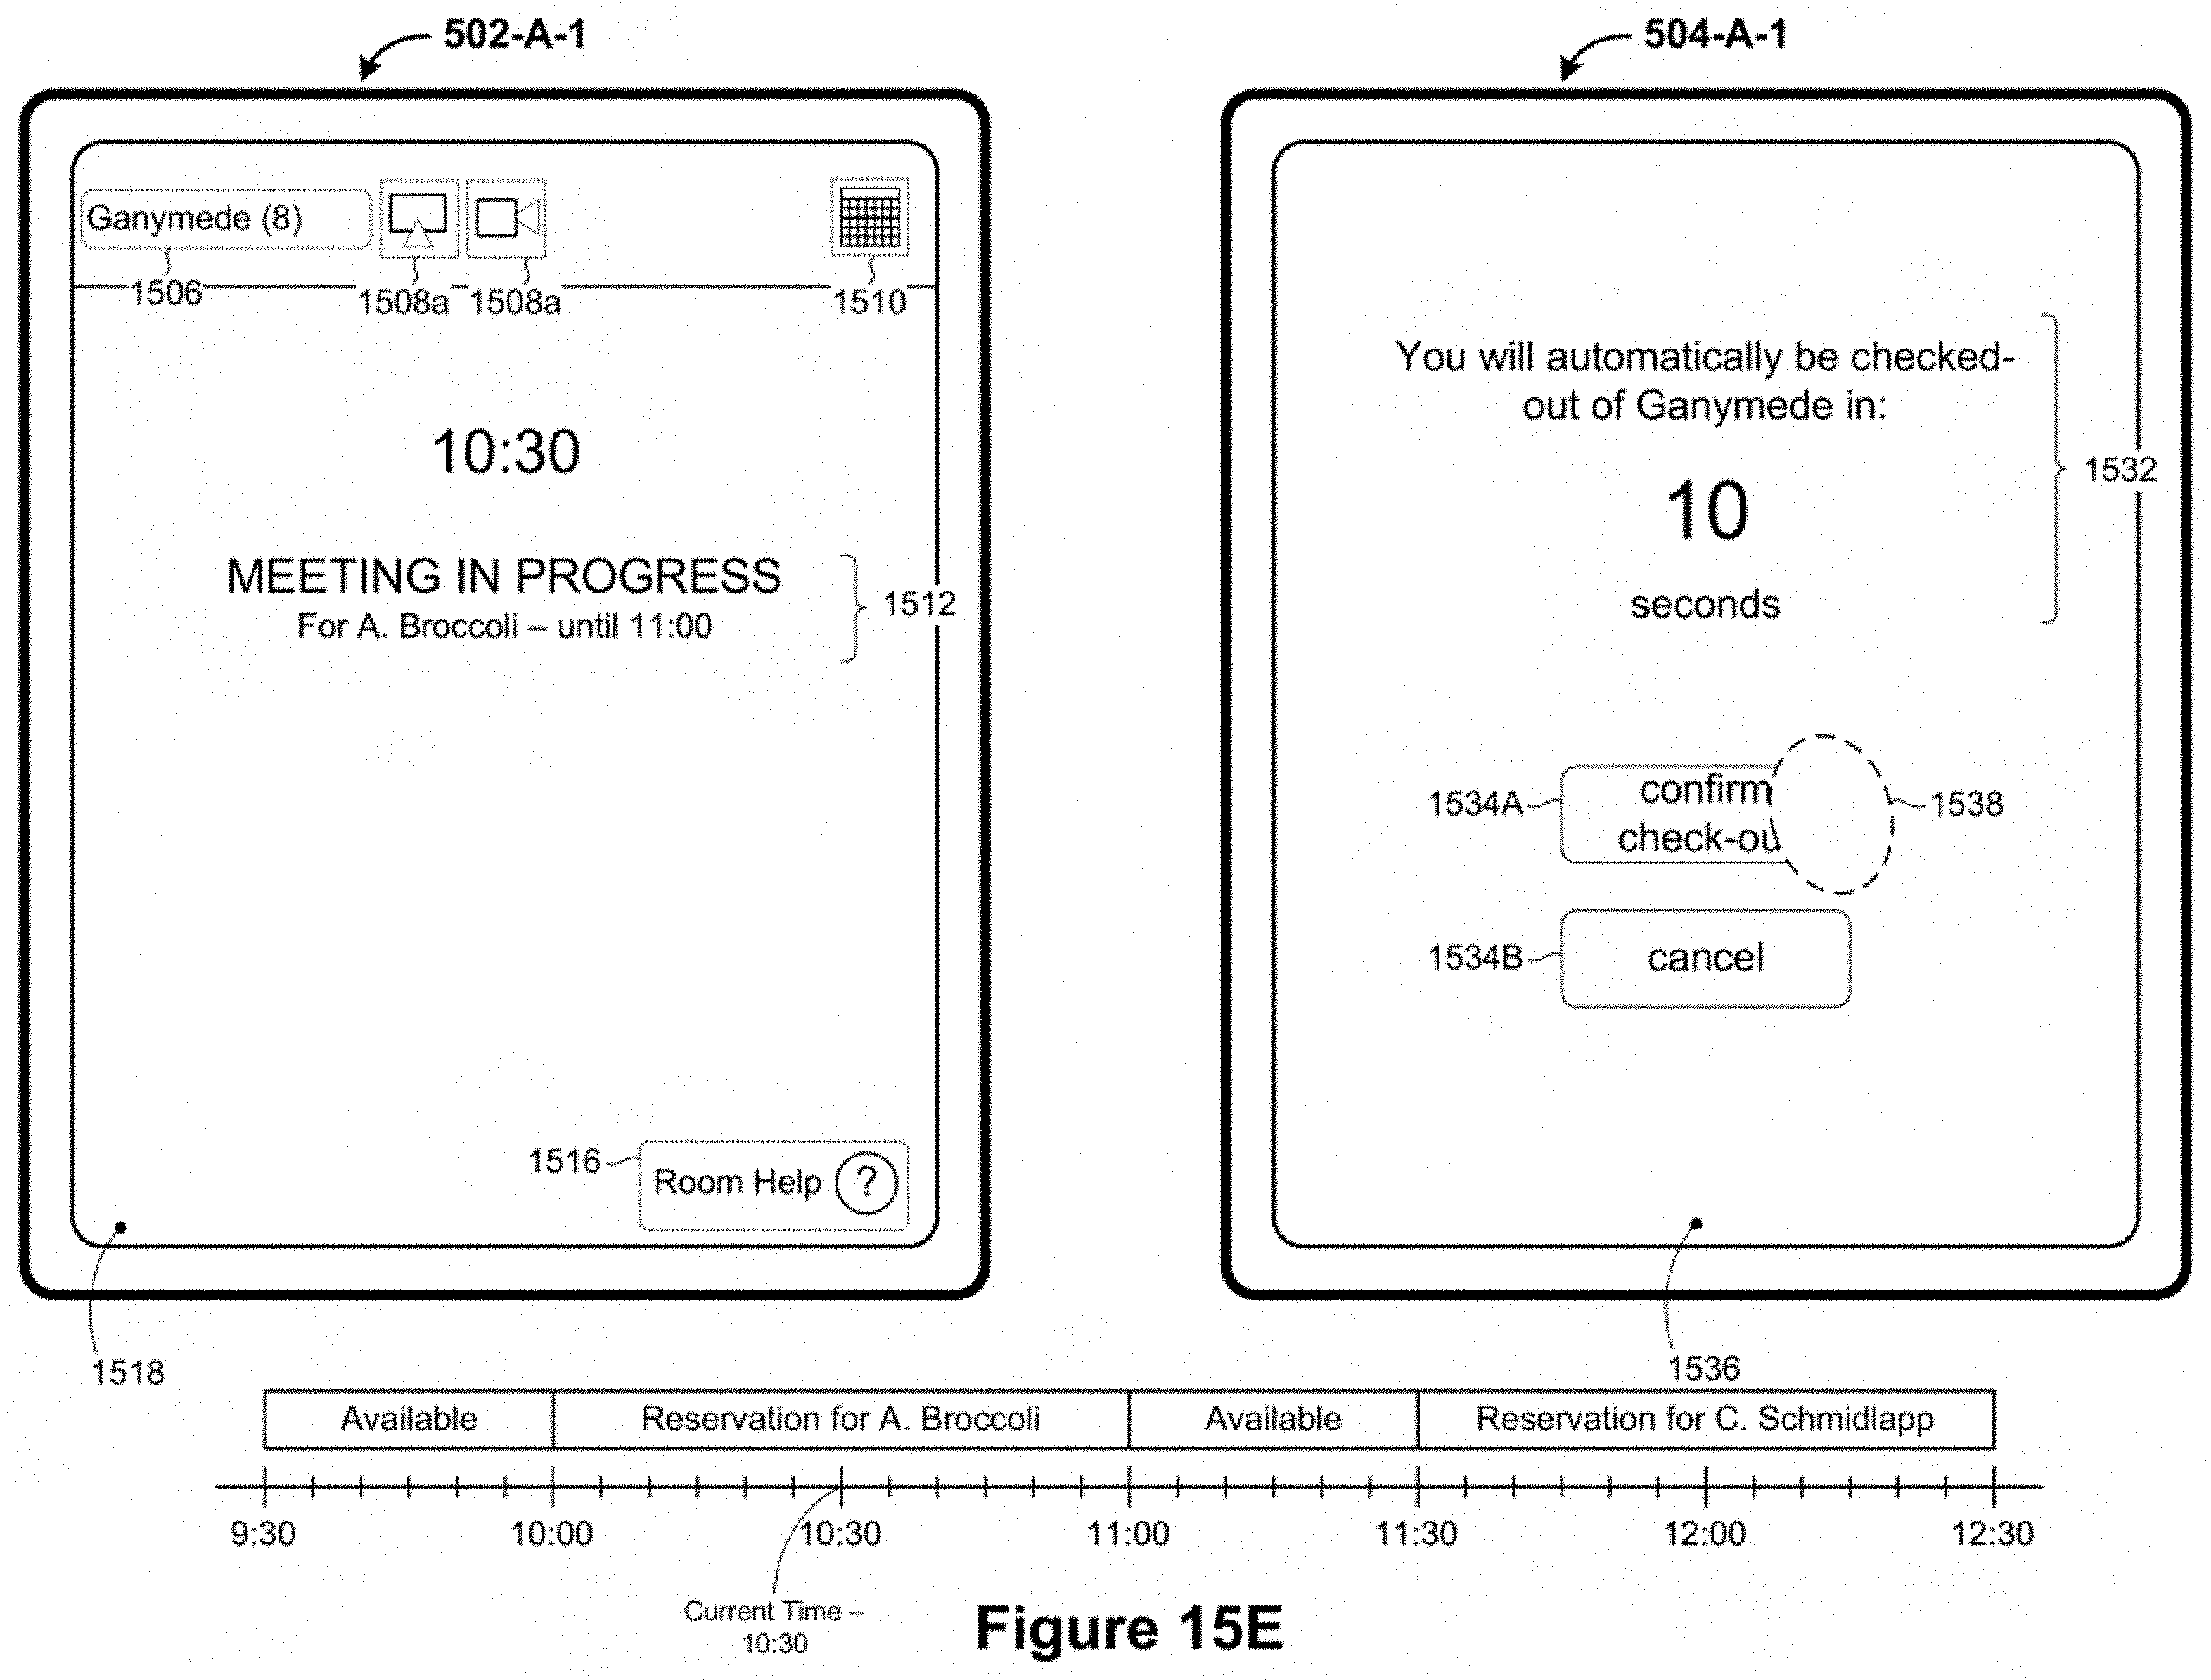 502-A-1
504-A-1
Ganymede (8)
1506
1508a
1508a
1510
10:30
MEETING IN PROGRESS
For A. Broccoli – until 11:00
1512
1516
Room Help
?
1518
You will automatically be checked-
out of Ganymede in:
10
seconds
1532
1534A
confirm
check-ou
1538
1534B
cancel
1536
Available
Reservation for A. Broccoli
Available
Reservation for C. Schmidlapp
9:30
10:00
10:30
11:00
11:30
12:00
12:30
Current Time –
10:30
Figure 15E